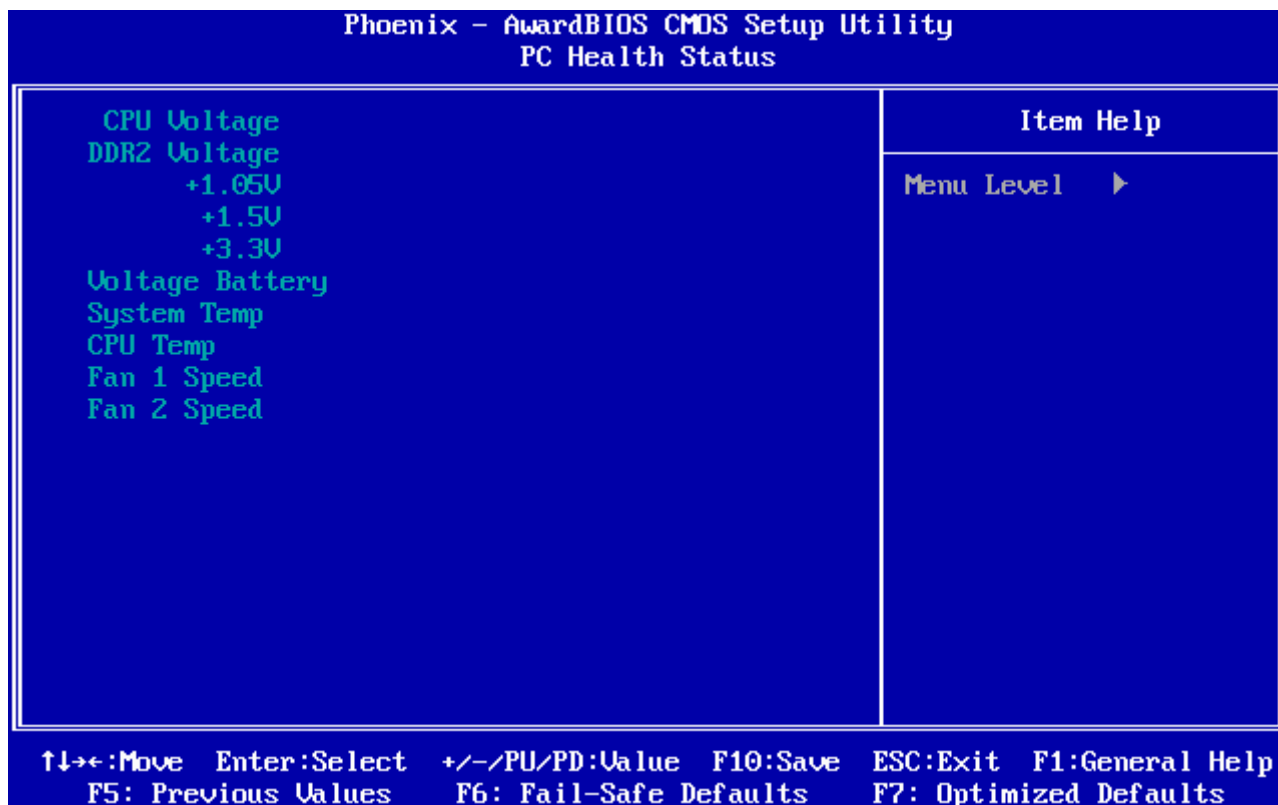 Phoenix - AwardBIOS CMOS Setup Utility
PC Health Status
CPU Voltage
DDR2 Voltage
+1.05V
+1.5V
+3.3V
Voltage Battery
System Temp
CPU Temp
Fan 1 Speed
Fan 2 Speed
Item Help
Menu Level ▶
↑↓→←:Move Enter:Select +/-/PU/PD:Value F10:Save ESC:Exit F1:General Help
F5: Previous Values F6: Fail-Safe Defaults F7: Optimized Defaults